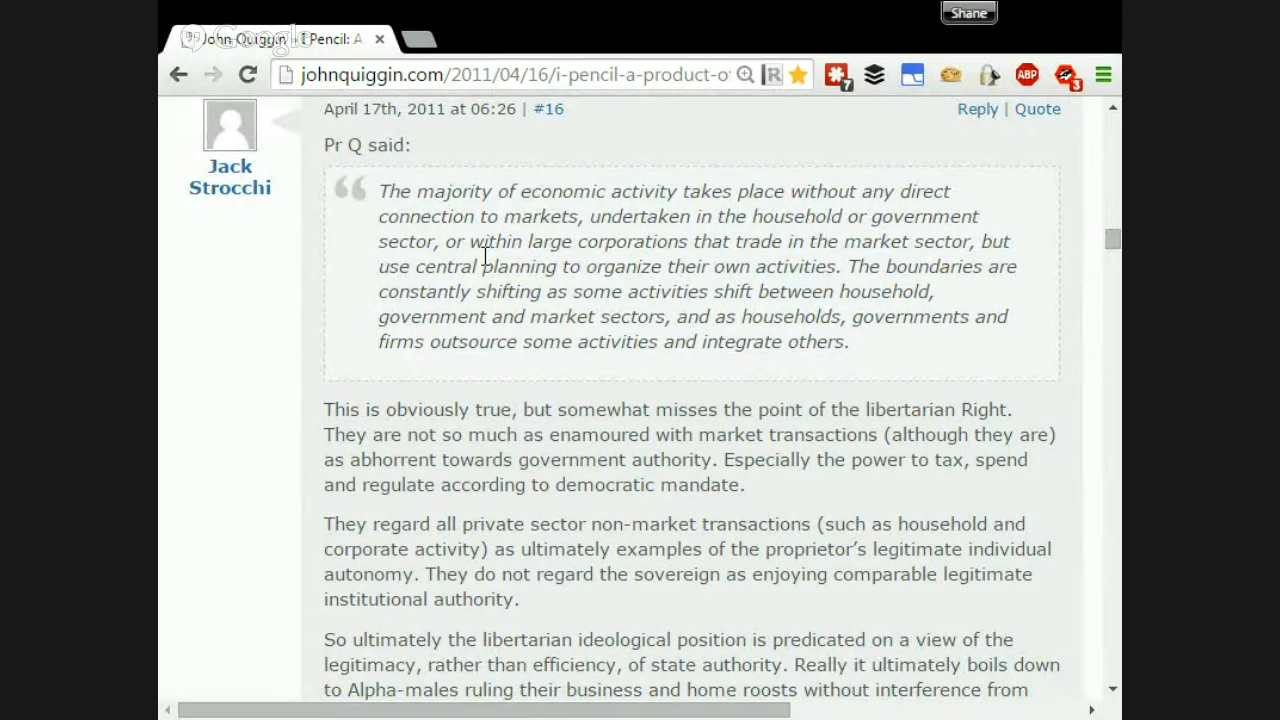 Shane
John Quiggin » I Pencil: A
Google
johnquiggin.com/2011/04/16/i-pencil-a-product-o
7
ABP
3
April 17th, 2011 at 06:26 | #16
Reply | Quote
Jack
Strocchi
Pr Q said:
The majority of economic activity takes place without any direct
connection to markets, undertaken in the household or government
sector, or within large corporations that trade in the market sector, but
use central planning to organize their own activities. The boundaries are
constantly shifting as some activities shift between household,
government and market sectors, and as households, governments and
firms outsource some activities and integrate others.
This is obviously true, but somewhat misses the point of the libertarian Right.
They are not so much as enamoured with market transactions (although they are)
as abhorrent towards government authority. Especially the power to tax, spend
and regulate according to democratic mandate.
They regard all private sector non-market transactions (such as household and
corporate activity) as ultimately examples of the proprietor’s legitimate individual
autonomy. They do not regard the sovereign as enjoying comparable legitimate
institutional authority.
So ultimately the libertarian ideological position is predicated on a view of the
legitimacy, rather than efficiency, of state authority. Really it ultimately boils down
to Alpha-males ruling their business and home roosts without interference from